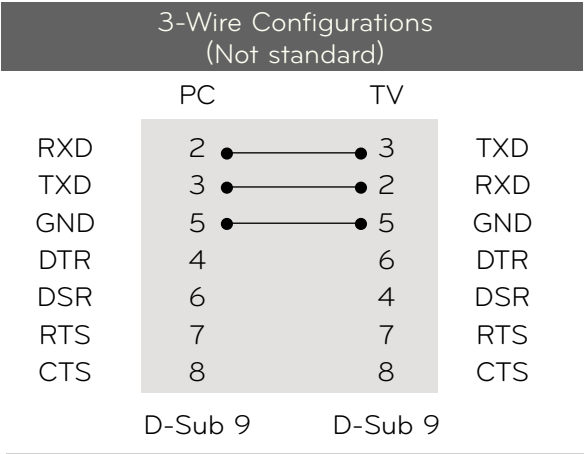 3-Wire Configurations
(Not standard)
PC TV
RXD 2 3 TXD
TXD 3 2 RXD
GND 5 5 GND
DTR 4 6 DTR
DSR 6 4 DSR
RTS 7 7 RTS
CTS 8 8 CTS
D-Sub 9 D-Sub 9